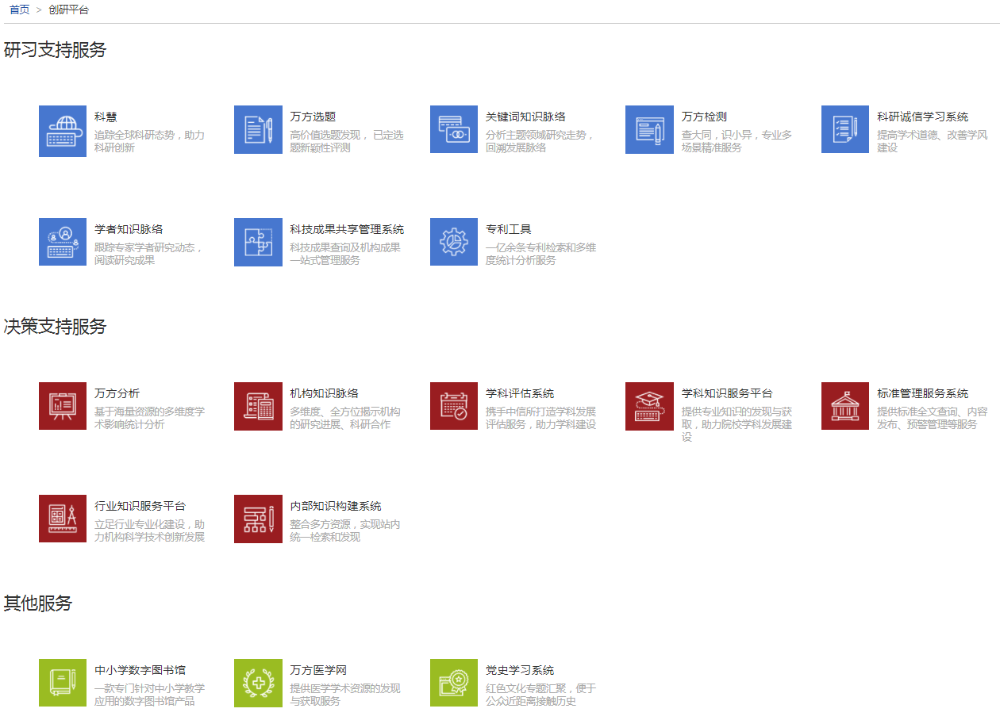 首页 > 创研平台
研习支持服务
科慧
追踪全球科研态势，助力
科研创新
万方选题
高价值选题发现， 已定选
题新颖性评测
关键词知识脉络
分析主题领域研究走势，
回溯发展脉络
万方检测
查大同，识小异，专业多
场景精准服务
科研诚信学习系统
提高学术道德、改善学风
建设
学者知识脉络
跟踪专家学者研究动态，
阅读研究成果
科技成果共享管理系统
科技成果查询及机构成果
一站式管理服务
专利工具
一亿余条专利检索和多维
度统计分析服务
决策支持服务
万方分析
基于海量资源的多维度学
术影响统计分析
机构知识脉络
多维度、全方位揭示机构
的研究进展、科研合作
学科评估系统
携手中信所打造学科发展
评估服务，助力学科建设
学科知识服务平台
提供专业知识的发现与获
取，助力院校学科发展建
设
标准管理服务系统
提供标准全文查询、内容
发布、预警管理等服务
行业知识服务平台
立足行业专业化建设，助
力机构科学技术创新发展
内部知识构建系统
整合多方资源，实现站内
统一检索和发现
其他服务
中小学数字图书馆
一款专门针对中小学教学
应用的数字图书馆产品
万方医学网
提供医学学术资源的发现
与获取服务
党史学习系统
红色文化专题汇聚，便于
公众近距离接触历史